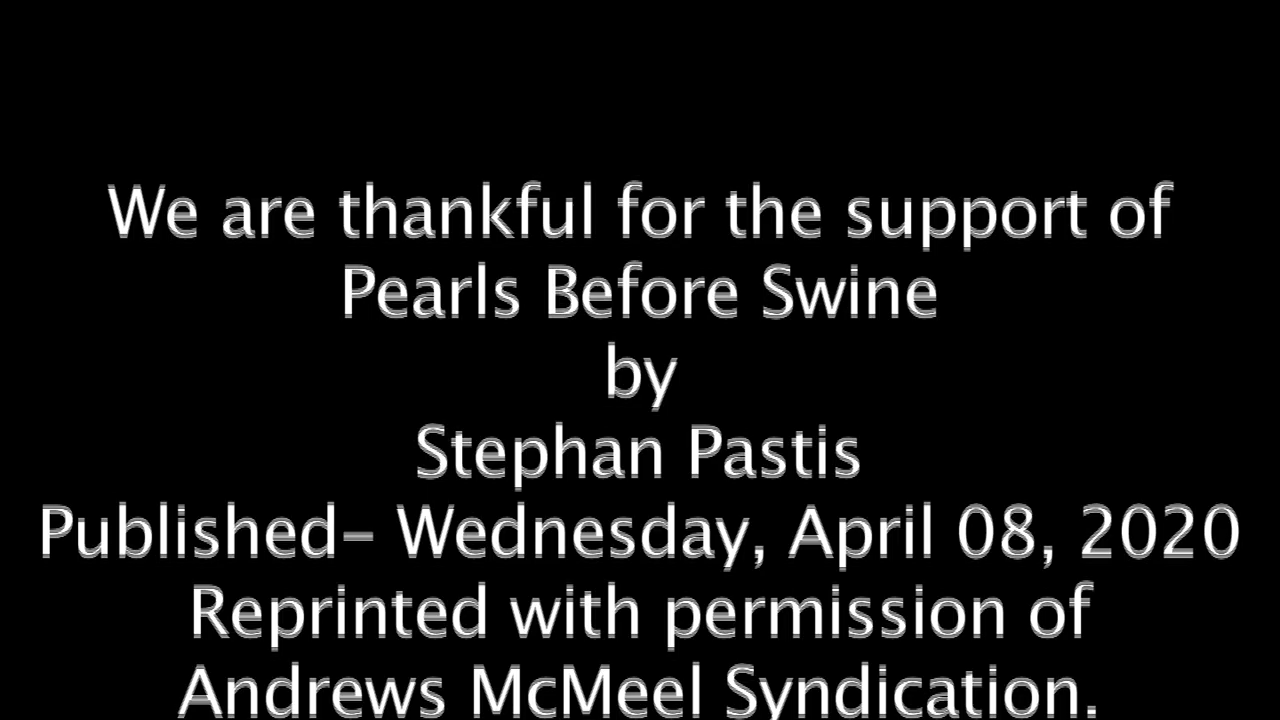 We are thankful for the support of
Pearls Before Swine
by
Stephan Pastis
Published– Wednesday, April 08, 2020
Reprinted with permission of
Andrews McMeel Syndication.